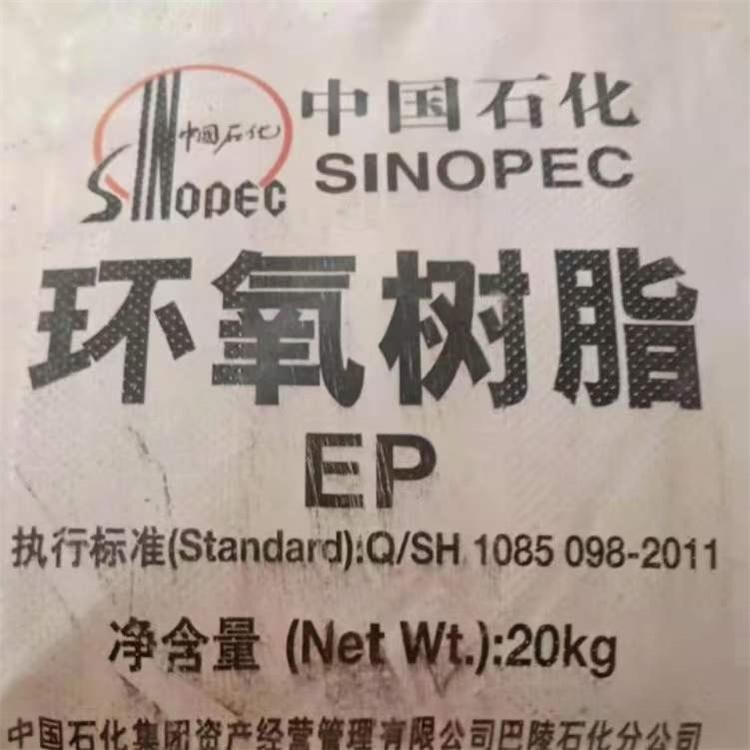 中国石化
SINOPEC
中国石化
SINOPEC
环氧树脂
EP
执行标准(Standard):Q/SH 1085 098-2011
净含量 (Net Wt.):20kg
中国石化集团资产经营管理有限公司巴陵石化分公司